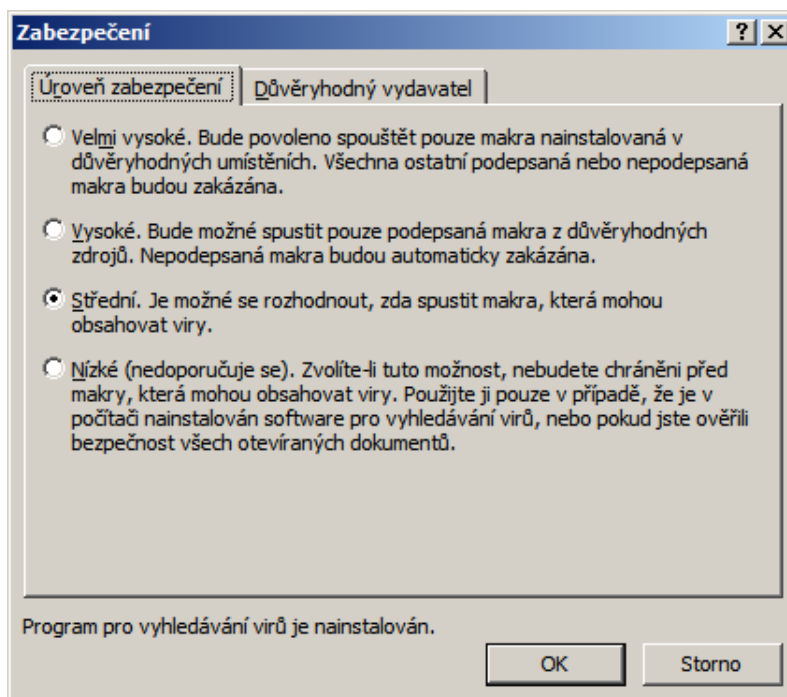 Zabezpečení
Úroveň zabezpečení
Důvěryhodný vydavatel
Velmi vysoké. Bude povoleno spouštět pouze makra nainstalovaná v
důvěryhodných umístěních. Všechna ostatní podepsaná nebo nepodepsaná
makra budou zakázána.
Vysoké. Bude možné spustit pouze podepsaná makra z důvěryhodných
zdrojů. Nepodepsaná makra budou automaticky zakázána.
Střední. Je možné se rozhodnout, zda spustit makra, která mohou
obsahovat viry.
Nízké (nedoporučuje se). Zvolíte-li tuto možnost, nebudete chráněni před
makry, která mohou obsahovat viry. Použijte ji pouze v případě, že je v
počítači nainstalován software pro vyhledávání virů, nebo pokud jste ověřili
bezpečnost všech otevíraných dokumentů.
Program pro vyhledávání virů je nainstalován.
OK
Storno